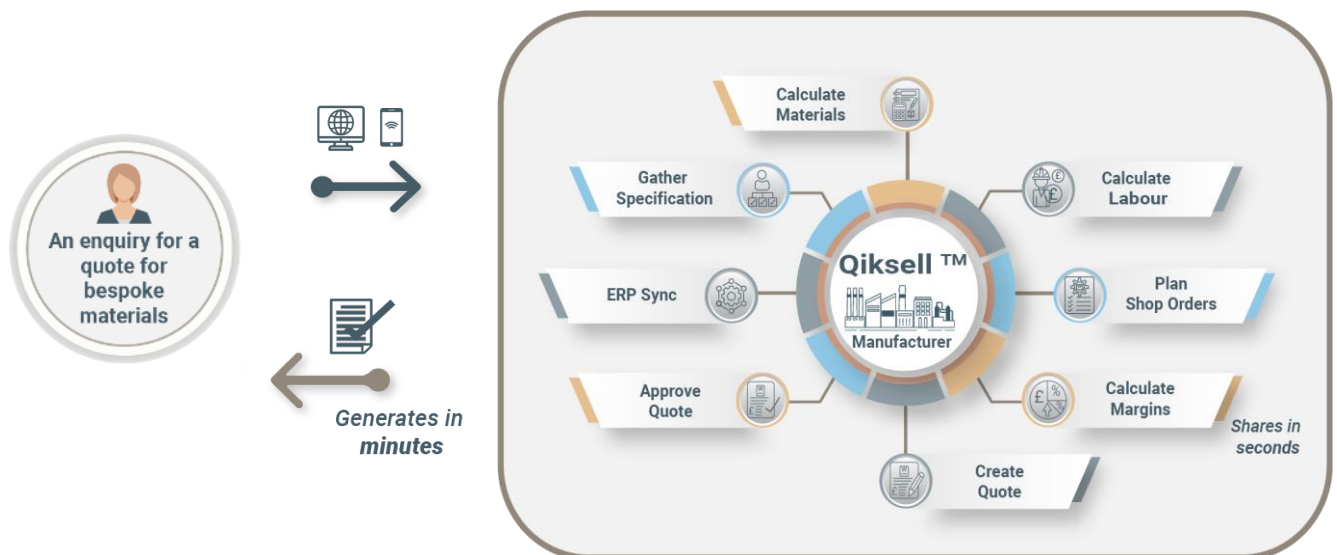 An enquiry for a
quote for
bespoke
materials
Generates in
minutes
Calculate
Materials
Gather
Specification
Calculate
Labour
ERP Sync
Qiksell ™
Manufacturer
Plan
Shop Orders
Approve
Quote
Calculate
Margins
Shares in
seconds
Create
Quote